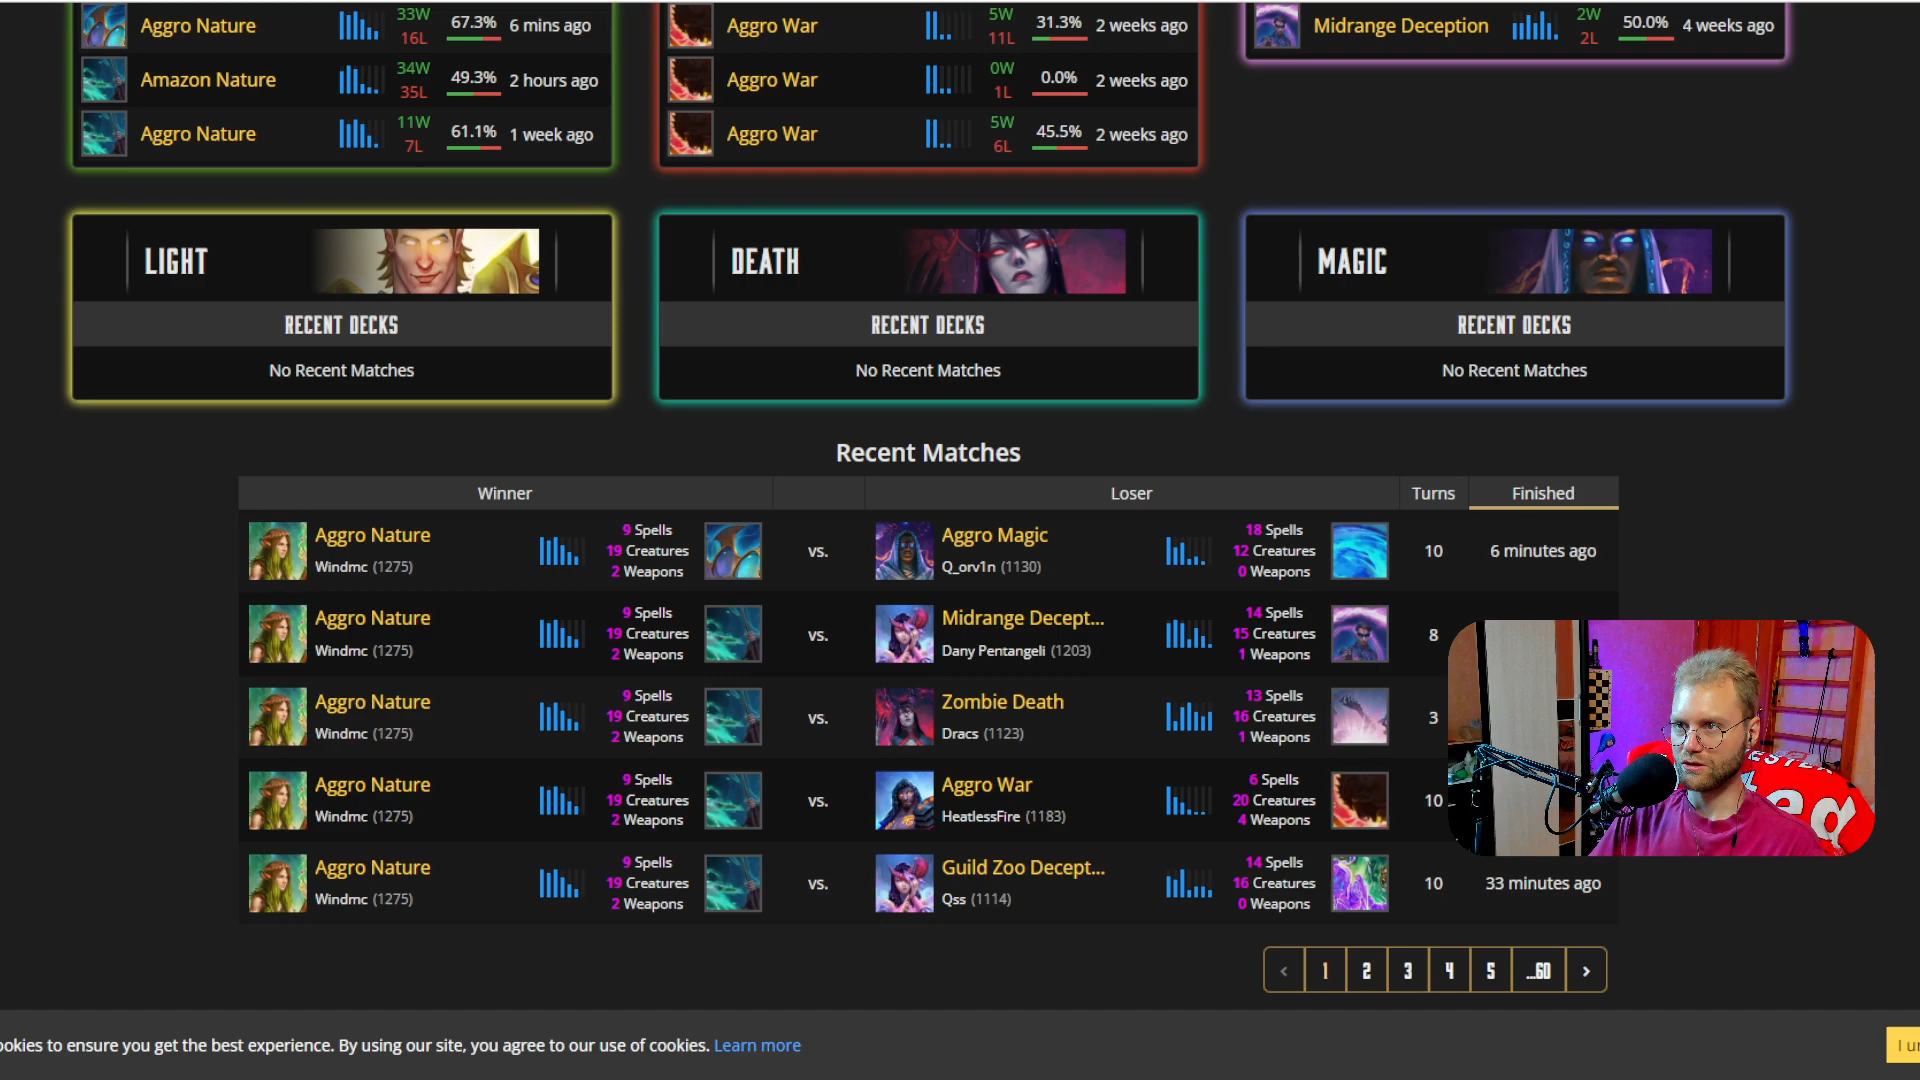 Aggro Nature 33W 16L 67.3% 6 mins ago
Amazon Nature 34W 35L 49.3% 2 hours ago
Aggro Nature 11W 7L 61.1% 1 week ago
Aggro War 5W 11L 31.3% 2 weeks ago
Aggro War 0W 1L 0.0% 2 weeks ago
Aggro War 5W 6L 45.5% 2 weeks ago
Midrange Deception 2W 2L 50.0% 4 weeks ago
LIGHT
RECENT DECKS
No Recent Matches
DEATH
RECENT DECKS
No Recent Matches
MAGIC
RECENT DECKS
No Recent Matches
Recent Matches
Winner Loser Turns Finished
Aggro Nature
Windmc (1275)
9 Spells
19 Creatures
2 Weapons
vs.
Aggro Magic
Q_orv1n (1130)
18 Spells
12 Creatures
0 Weapons
10
6 minutes ago
Aggro Nature
Windmc (1275)
9 Spells
19 Creatures
2 Weapons
vs.
Midrange Decept...
Dany Pentangeli (1203)
14 Spells
15 Creatures
1 Weapons
8
Aggro Nature
Windmc (1275)
9 Spells
19 Creatures
2 Weapons
vs.
Zombie Death
Dracs (1123)
13 Spells
16 Creatures
1 Weapons
3
Aggro Nature
Windmc (1275)
9 Spells
19 Creatures
2 Weapons
vs.
Aggro War
HeatlessFire (1183)
6 Spells
20 Creatures
4 Weapons
10
Aggro Nature
Windmc (1275)
9 Spells
19 Creatures
2 Weapons
vs.
Guild Zoo Decept...
Qss (1114)
14 Spells
16 Creatures
0 Weapons
10
33 minutes ago
< 1 2 3 4 5 ...60 >
ookies to ensure you get the best experience. By using our site, you agree to our use of cookies. Learn more
I ur